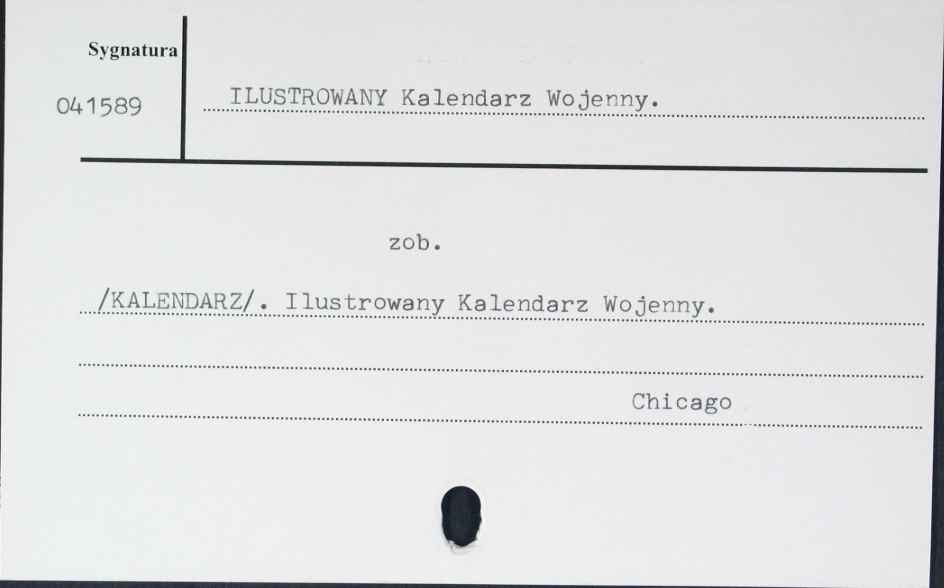 Sygnatura
041589
ILUSTROWANY Kalendarz Wojenny.
zob.
/KALENDARZ/. Ilustrowany Kalendarz Wojenny.
Chicago